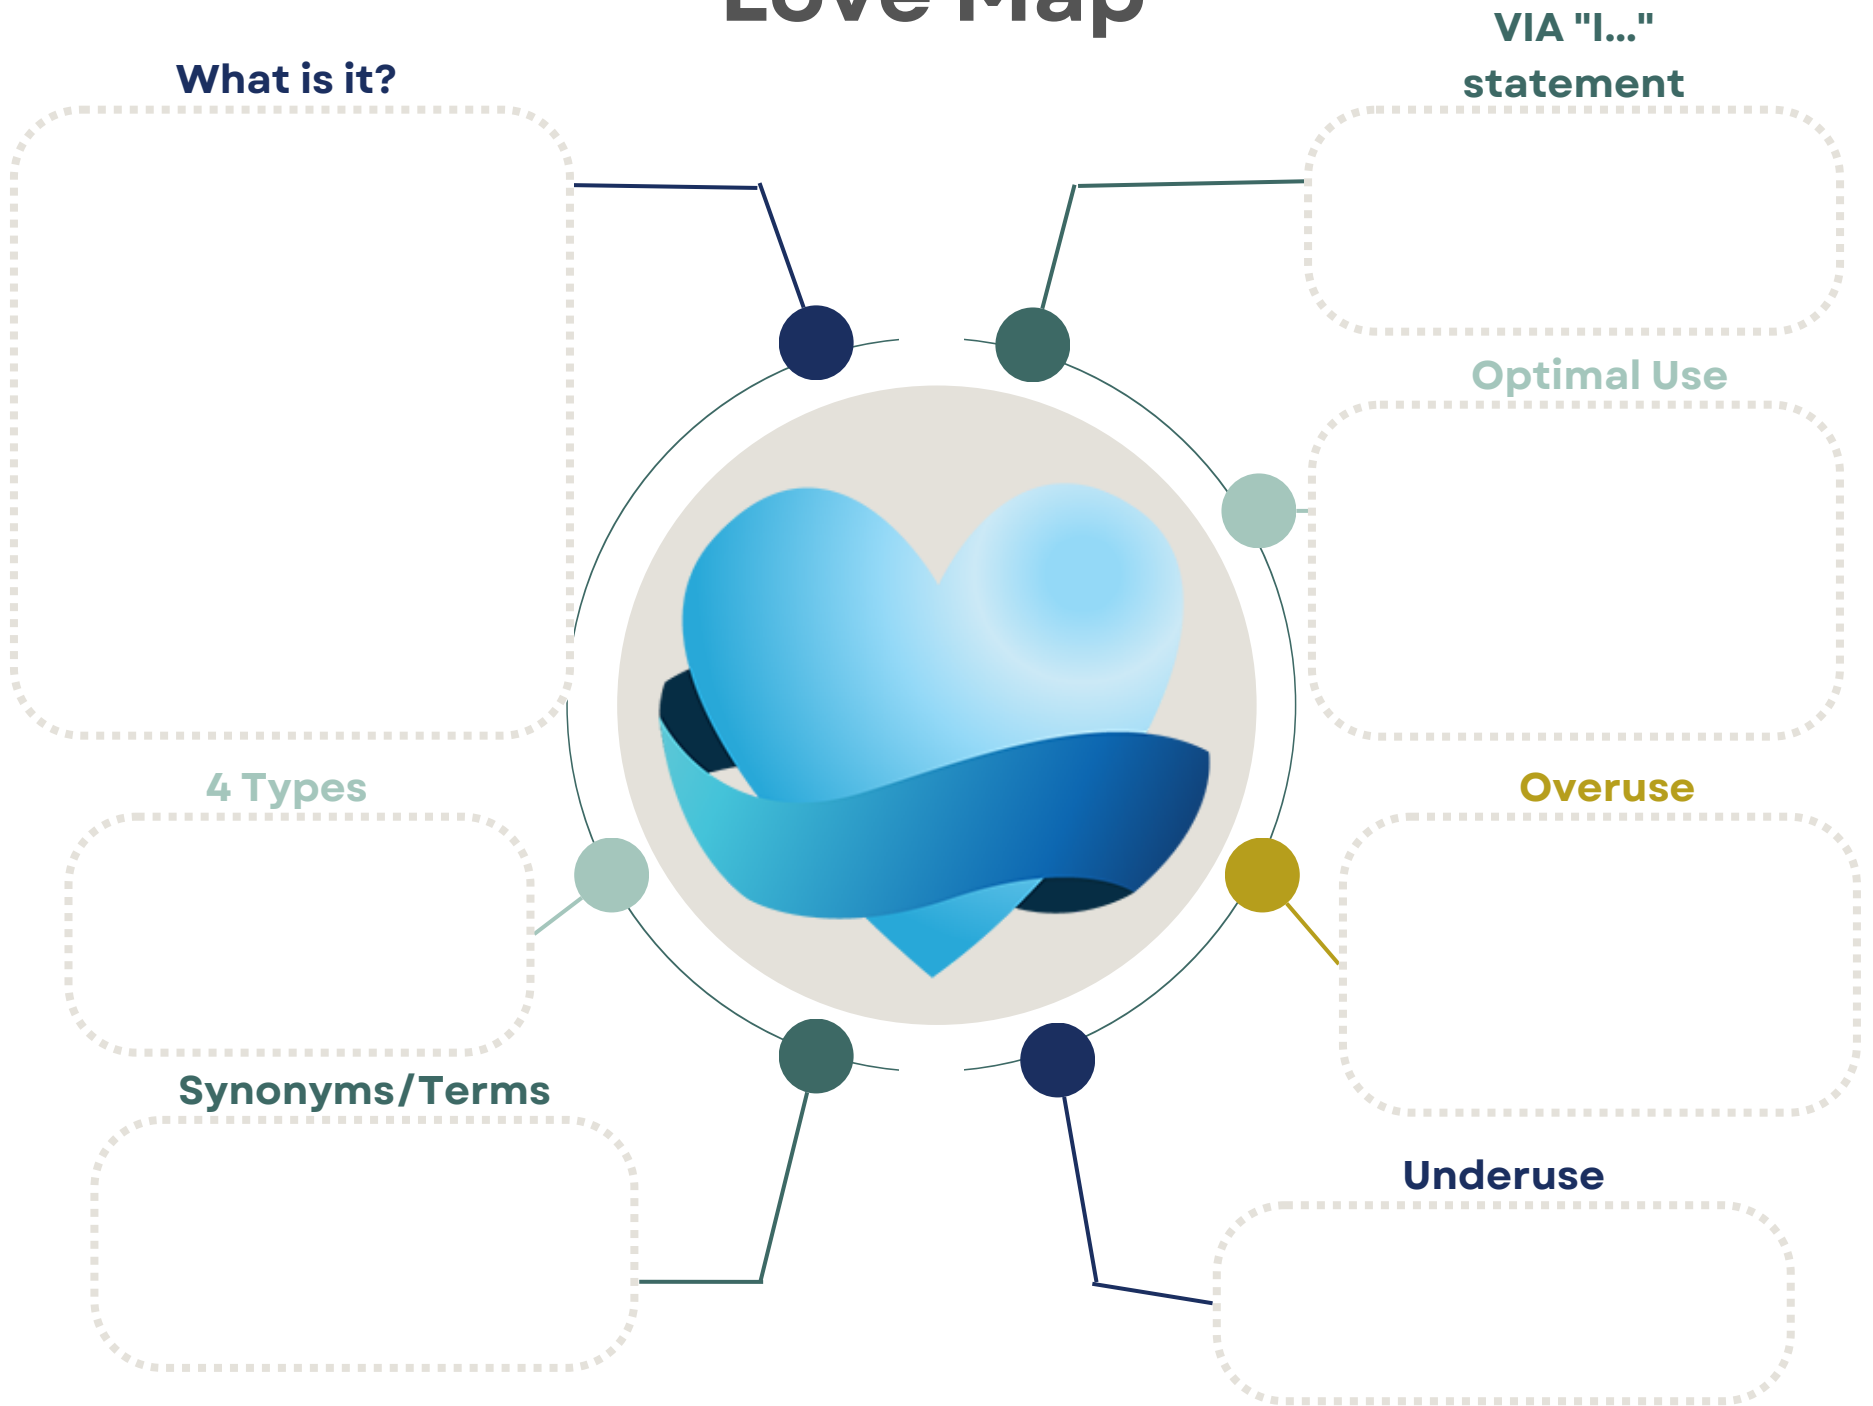 Love Map
VIA "I..."
statement
What is it?
Optimal Use
4 Types
Overuse
Synonyms/Terms
Underuse